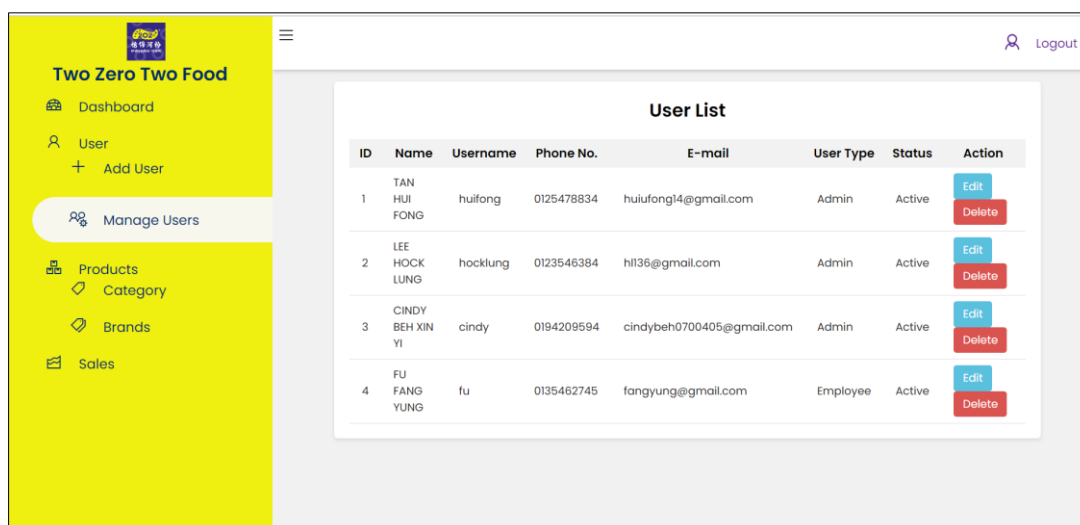 Two Zero Two Food
Dashboard
User
Add User
Manage Users
Products
Category
Brands
Sales
Logout
User List
ID Name Username Phone No. E-mail User Type Status Action
1 TAN HUI FONG huifong 0125478834 huiufong14@gmail.com Admin Active Edit Delete
2 LEE HOCK LUNG hocklung 0123546384 hl136@gmail.com Admin Active Edit Delete
3 CINDY BEH XIN YI cindy 0194209594 cindybeh0700405@gmail.com Admin Active Edit Delete
4 FU FANG YUNG fu 0135462745 fangyung@gmail.com Employee Active Edit Delete